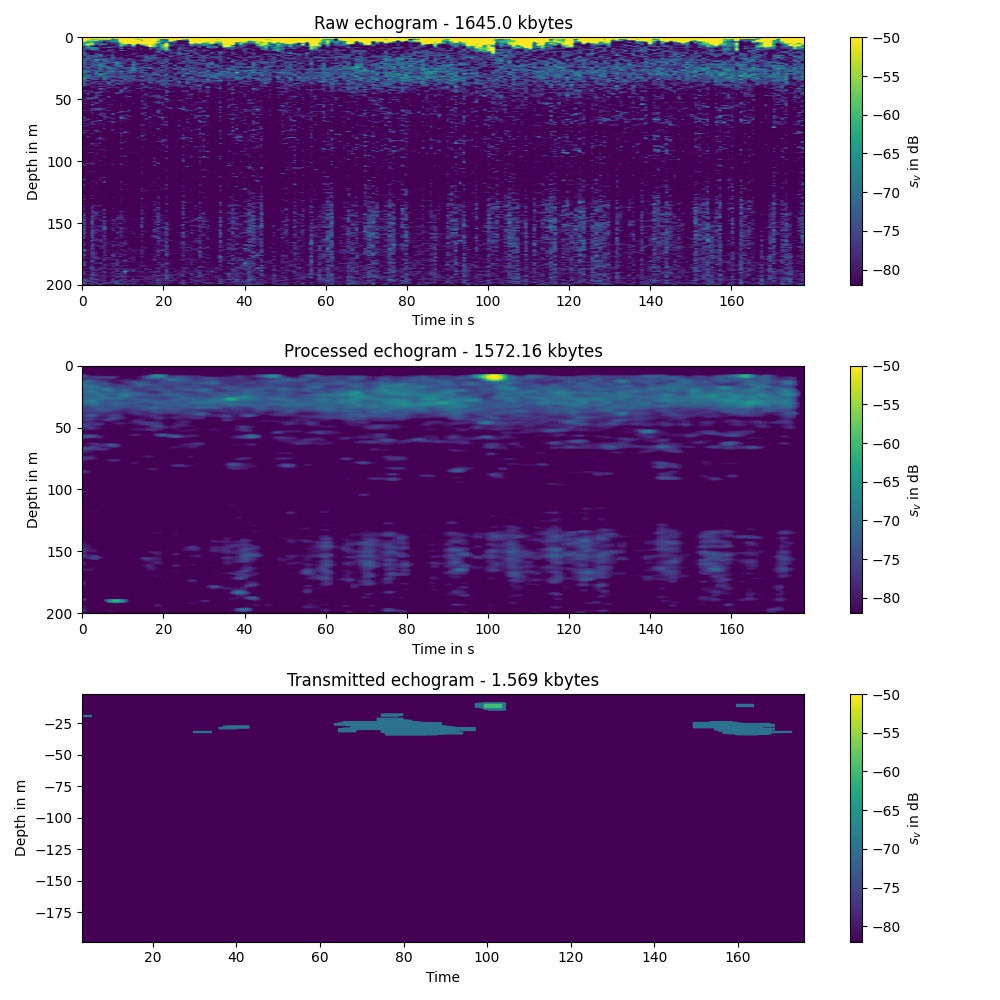 Raw echogram - 1645.0 kbytes
0
50
100
150
200
Depth in m
0 20 40 60 80 100 120 140 160
Time in s
−50
−55
−60
−65
−70
−75
−80
sv in dB
Processed echogram - 1572.16 kbytes
0
50
100
150
200
Depth in m
0 20 40 60 80 100 120 140 160
Time in s
−50
−55
−60
−65
−70
−75
−80
sv in dB
Transmitted echogram - 1.569 kbytes
−25
−50
−75
−100
−125
−150
−175
Depth in m
20 40 60 80 100 120 140 160
Time
−50
−55
−60
−65
−70
−75
−80
sv in dB